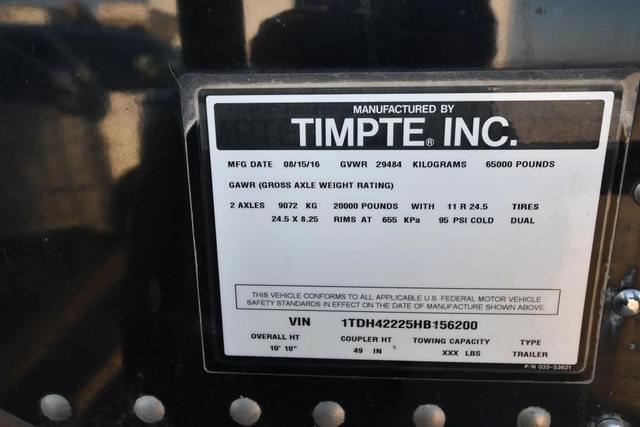 MANUFACTURED BY
TIMPTE® INC.
MFG DATE 08/15/16 GVWR 29484 KILOGRAMS 65000 POUNDS
GAWR (GROSS AXLE WEIGHT RATING)
2 AXLES 9072 KG 20000 POUNDS WITH 11 R 24.5 TIRES
24.5 X 8.25 RIMS AT 655 KPa 95 PSI COLD DUAL
THIS VEHICLE CONFORMS TO ALL APPLICABLE U.S. FEDERAL MOTOR VEHICLE
SAFETY STANDARDS IN EFFECT ON THE DATE OF MANUFACTURE SHOWN ABOVE.
VIN 1TDH42225HB156200
OVERALL HT COUPLER HT TOWING CAPACITY TYPE
10' 10" 49 IN XXX LBS TRAILER
P/N 035-53621